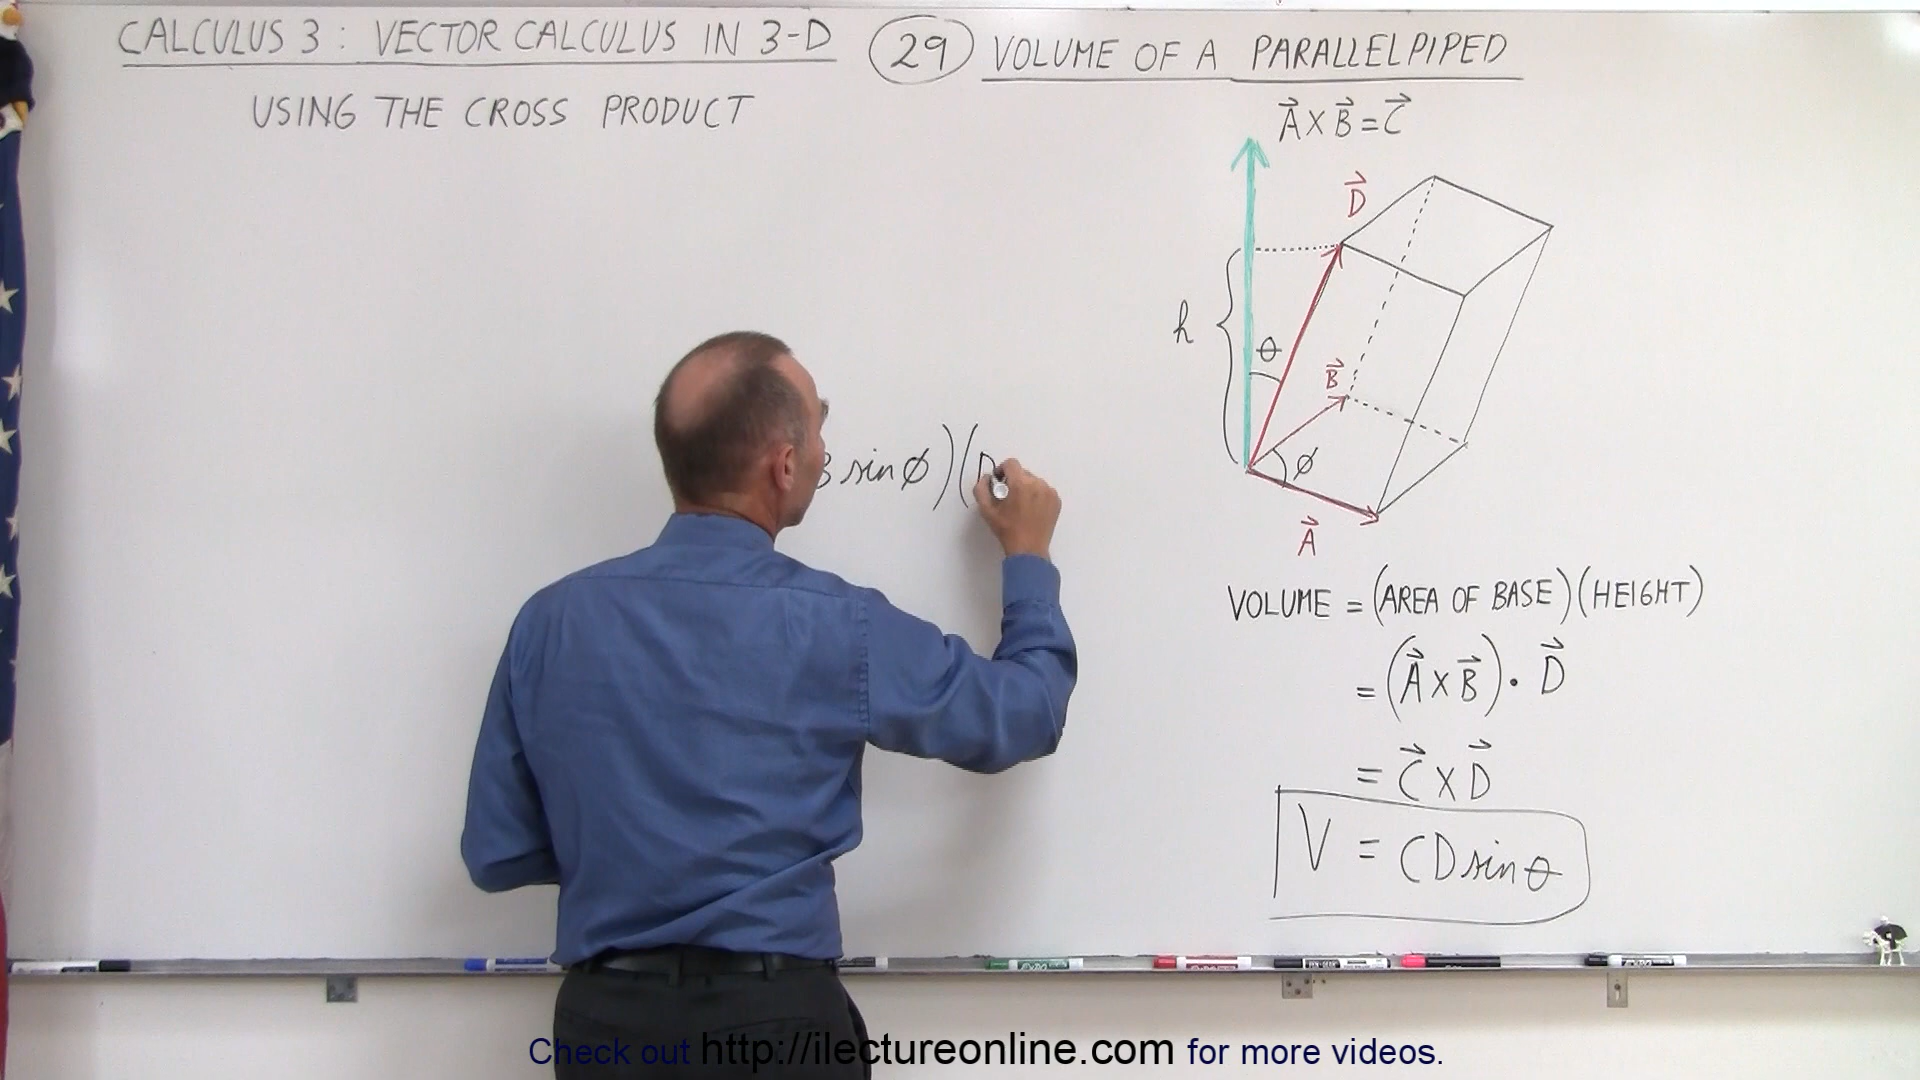 CALCULUS 3 : VECTOR CALCULUS IN 3-D (29) VOLUME OF A PARALLELPIPED
USING THE CROSS PRODUCT
A⃗ X B⃗ = C⃗
D⃗
h
θ
B⃗
B sin ϕ)(D
ϕ
A⃗
VOLUME = (AREA OF BASE)(HEIGHT)
= (A⃗ X B⃗) · D⃗
= C⃗ X D⃗
V = CD sin θ
Check out http://ilectureonline.com for more videos.